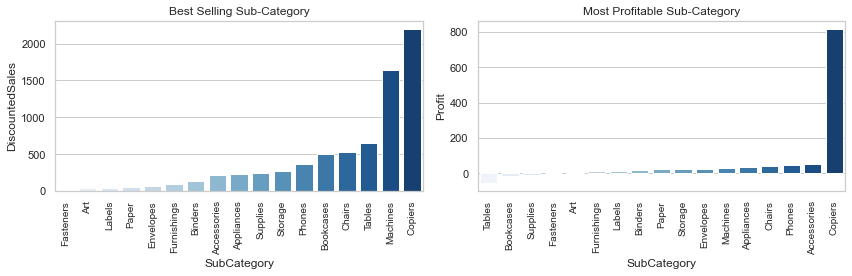 Best Selling Sub-Category
DiscountedSales
2000
1500
1000
500
0
Fasteners
Art
Labels
Paper
Envelopes
Furnishings
Binders
Accessories
Appliances
Supplies
Storage
Phones
Bookcases
Chairs
Tables
Machines
Copiers
SubCategory
Most Profitable Sub-Category
Profit
800
600
400
200
0
Tables
Bookcases
Supplies
Fasteners
Art
Furnishings
Labels
Binders
Paper
Storage
Envelopes
Machines
Appliances
Chairs
Phones
Accessories
Copiers
SubCategory